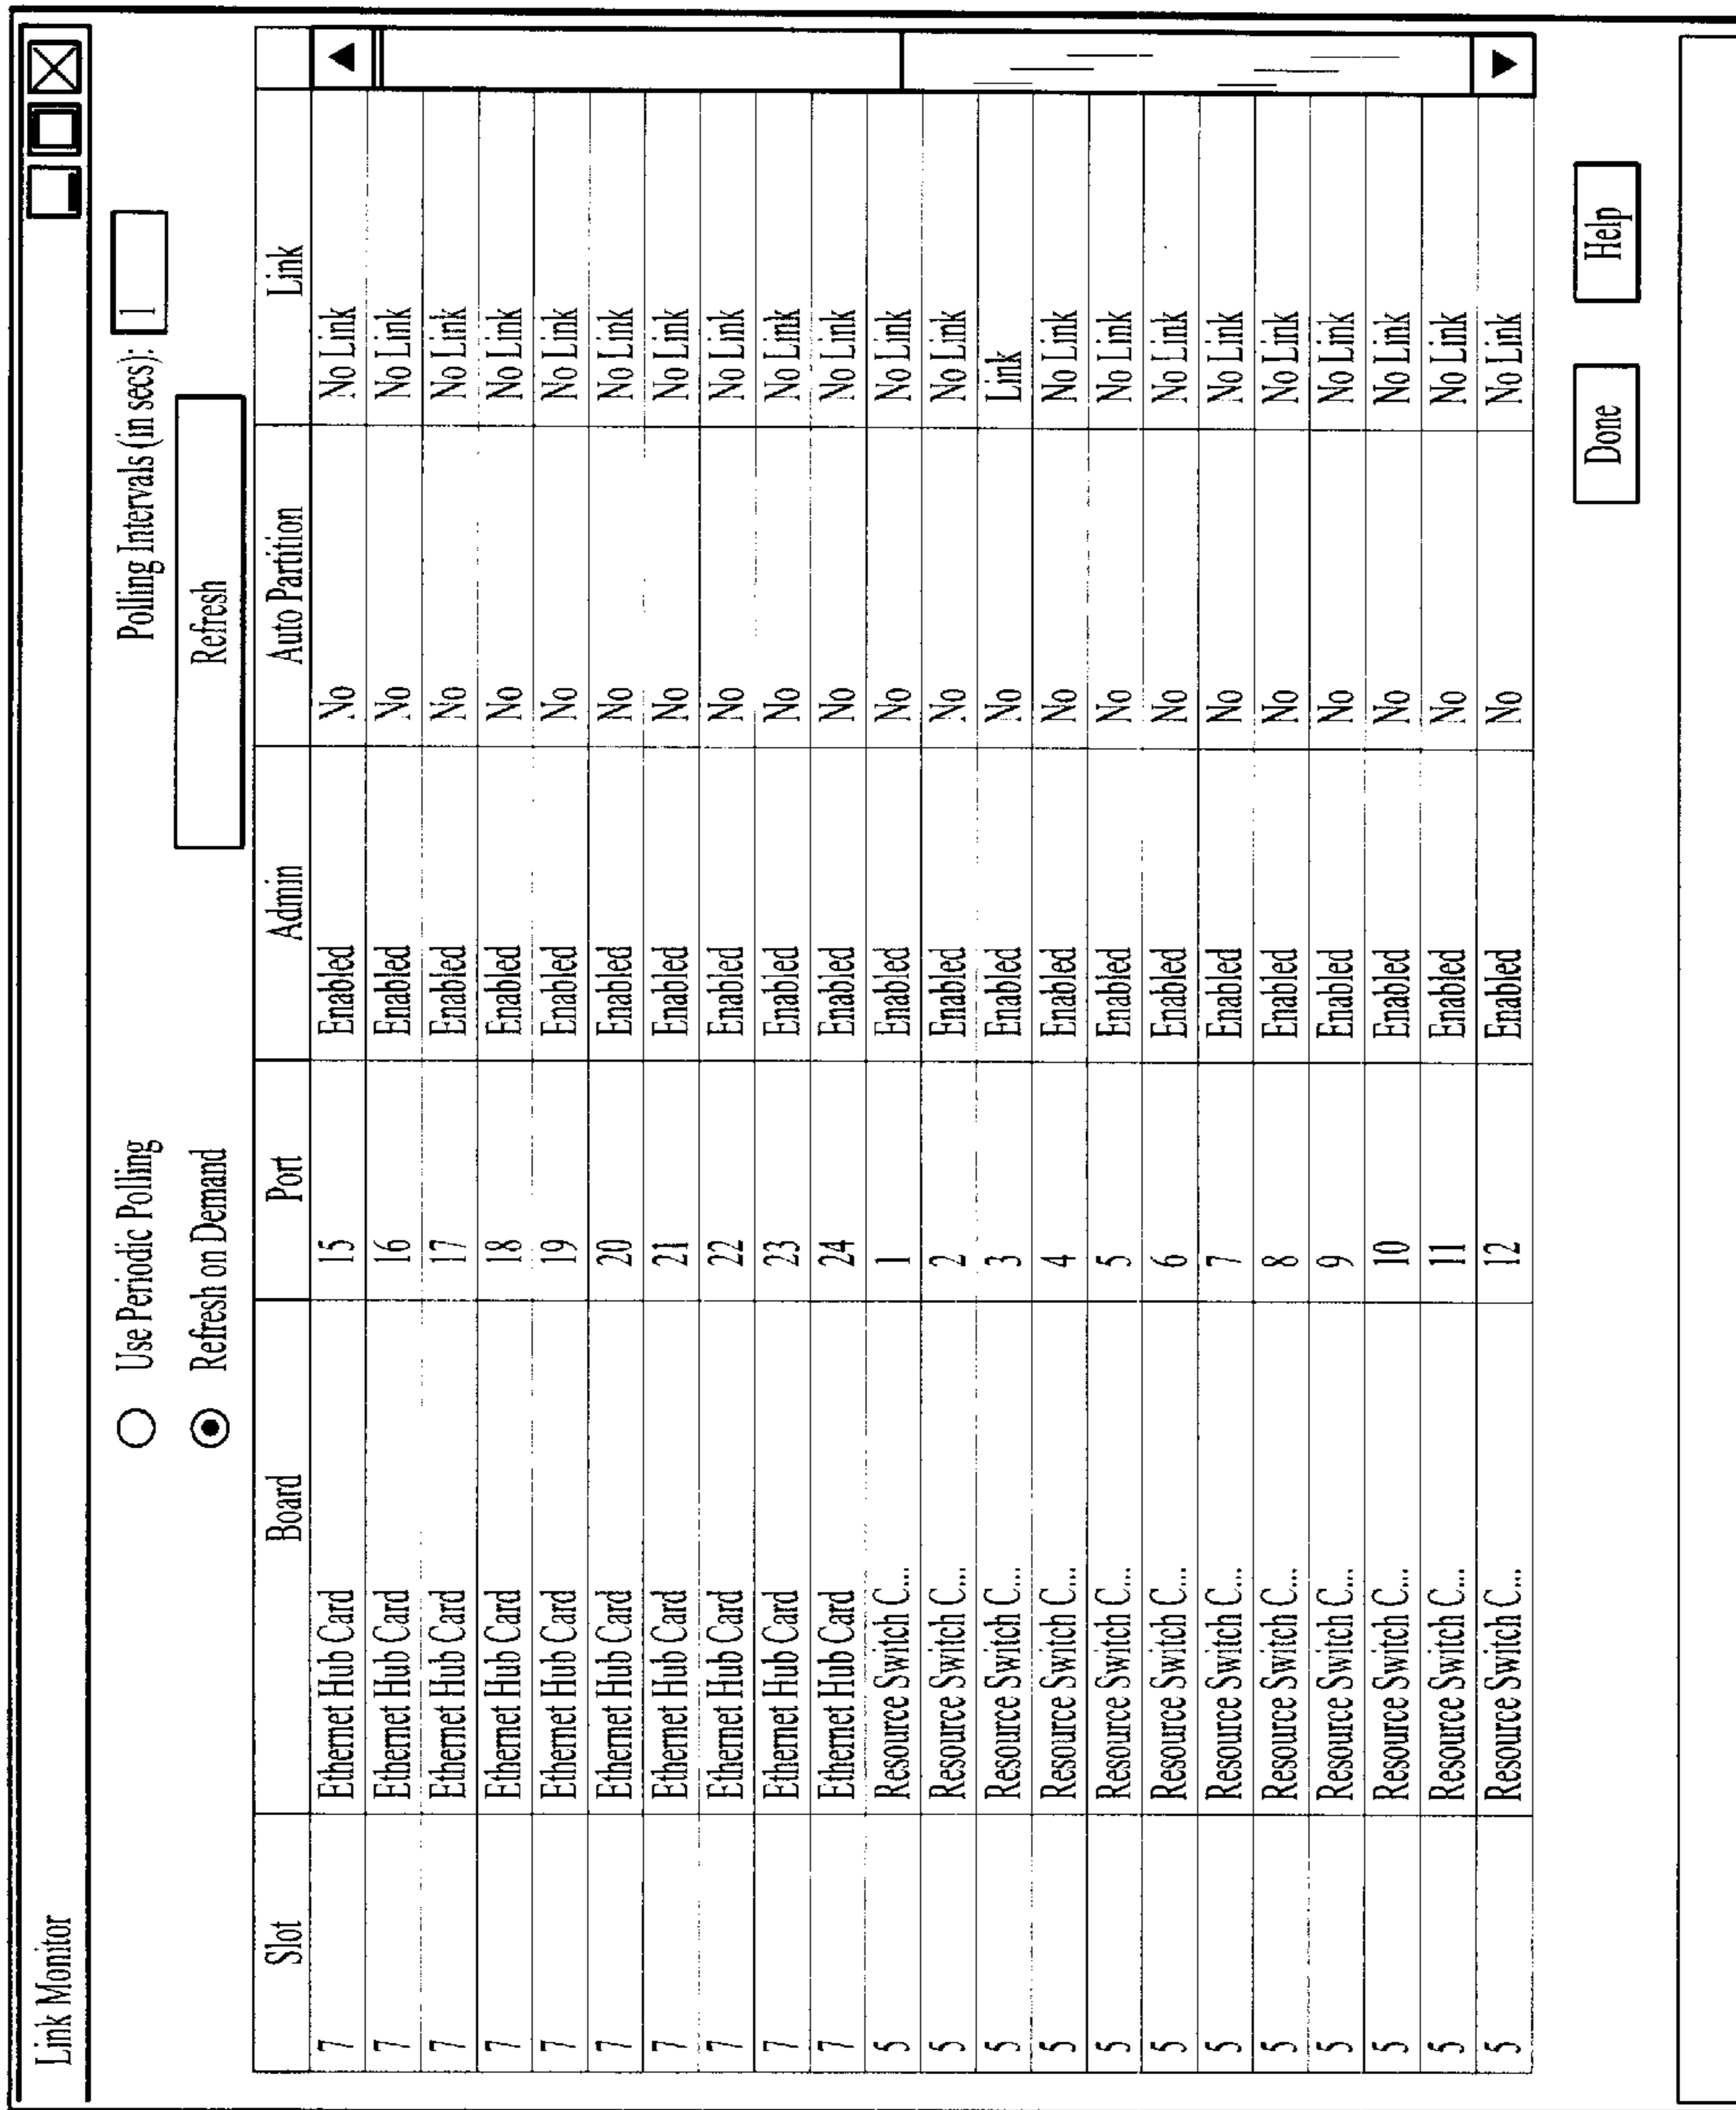 Link Monitor
Use Periodic Polling Polling Intervals (in secs): 1
Refresh on Demand Refresh
Slot Board Port Admin Auto Partition Link
7 Ethernet Hub Card 15 Enabled No No Link
7 Ethernet Hub Card 16 Enabled No No Link
7 Ethernet Hub Card 17 Enabled No No Link
7 Ethernet Hub Card 18 Enabled No No Link
7 Ethernet Hub Card 19 Enabled No No Link
7 Ethernet Hub Card 20 Enabled No No Link
7 Ethernet Hub Card 21 Enabled No No Link
7 Ethernet Hub Card 22 Enabled No No Link
7 Ethernet Hub Card 23 Enabled No No Link
7 Ethernet Hub Card 24 Enabled No No Link
5 Resource Switch C... 1 Enabled No No Link
5 Resource Switch C... 2 Enabled No No Link
5 Resource Switch C... 3 Enabled No Link
5 Resource Switch C... 4 Enabled No No Link
5 Resource Switch C... 5 Enabled No No Link
5 Resource Switch C... 6 Enabled No No Link
5 Resource Switch C... 7 Enabled No No Link
5 Resource Switch C... 8 Enabled No No Link
5 Resource Switch C... 9 Enabled No No Link
5 Resource Switch C... 10 Enabled No No Link
5 Resource Switch C... 11 Enabled No No Link
5 Resource Switch C... 12 Enabled No No Link
Done Help